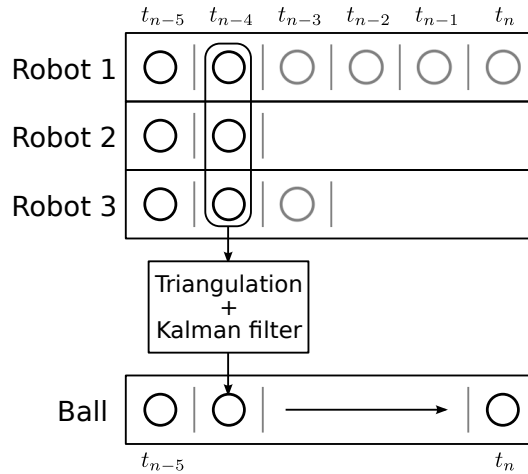 t_{n-5} t_{n-4} t_{n-3} t_{n-2} t_{n-1} t_n
Robot 1
Robot 2
Robot 3
Triangulation
+
Kalman filter
Ball
t_{n-5} t_n